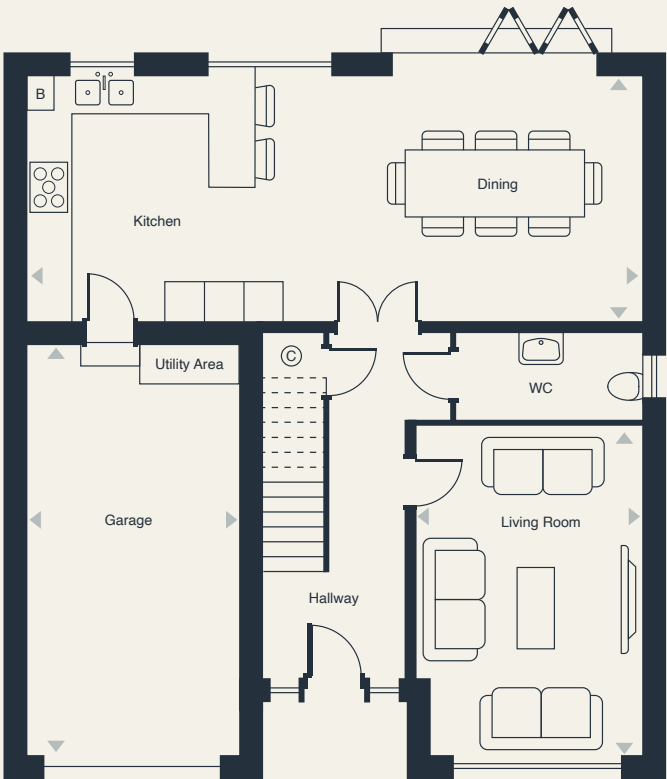 B
Dining
Kitchen
C
Utility Area
WC
Garage
Living Room
Hallway